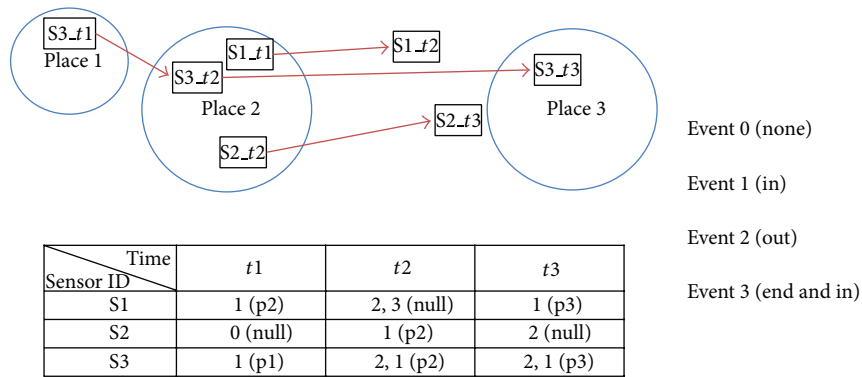 S3_t1
Place 1
S1_t1
S1_t2
S3_t2
S3_t3
Place 2
Place 3
S2_t2
S2_t3
Event 0 (none)
Event 1 (in)
Event 2 (out)
Event 3 (end and in)
Time
Sensor ID
t1 t2 t3
S1 1 (p2) 2, 3 (null) 1 (p3)
S2 0 (null) 1 (p2) 2 (null)
S3 1 (p1) 2, 1 (p2) 2, 1 (p3)